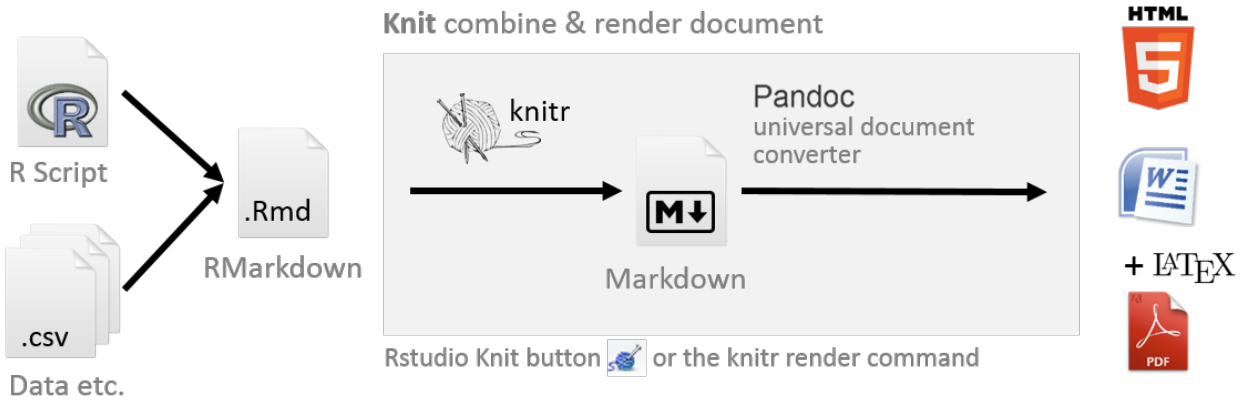 R
R Script
.csv
Data etc.
.Rmd
RMarkdown
Knit combine & render document
knitr
M
Markdown
Pandoc
universal document
converter
Rstudio Knit button or the knitr render command
HTML
5
W
+ LATEX
PDF